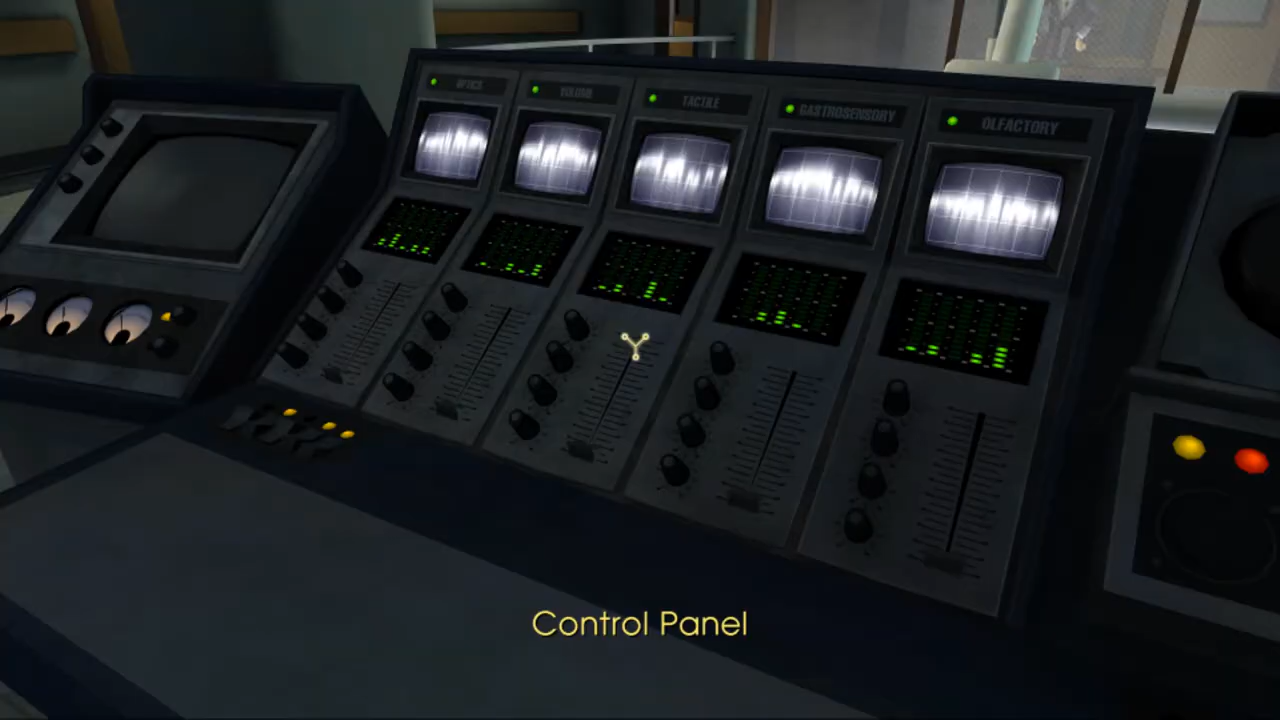 OPTICS
VOLUME
TACTILE
GASTROSENSORY
OLFACTORY
Control Panel